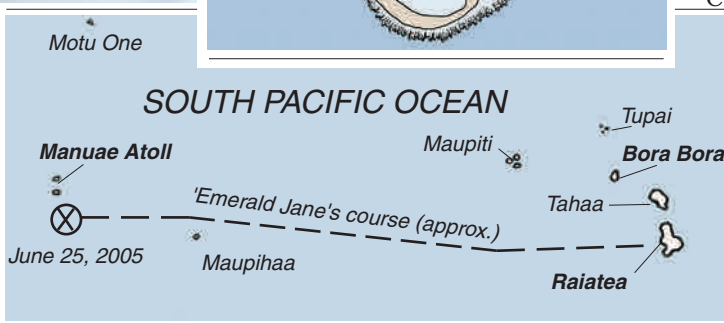 Motu One
SOUTH PACIFIC OCEAN
Tupai
Maupiti
Manuae Atoll
Bora Bora
'Emerald Jane's course (approx.)
Tahaa
June 25, 2005
Maupihaa
Raiatea